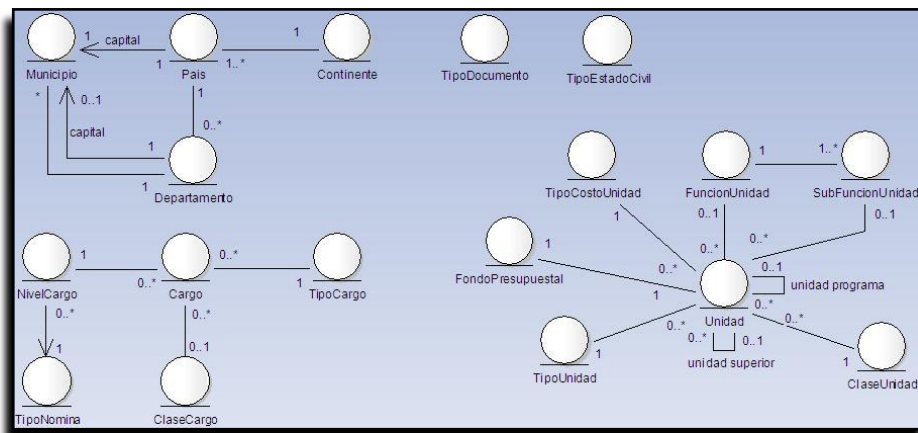 1
capital
1
Municipio
1
Pais
1..*
1
Continente
TipoDocumento
TipoEstadoCivil
*
0..1
capital
1
0..*
1
1
Departamento
TipoCostoUnidad
1
FuncionUnidad
1
1..*
SubFuncionUnidad
0..1
0..1
0..*
0..*
FondoPresupuestal
1
0..*
1
Unidad
0..1
unidad programa
0..*
NivelCargo
1
0..*
Cargo
0..*
1
TipoCargo
0..*
1
TipoNomina
0..*
0..1
ClaseCargo
TipoUnidad
1
0..*
0..*
0..1
unidad superior
0..*
1
ClaseUnidad